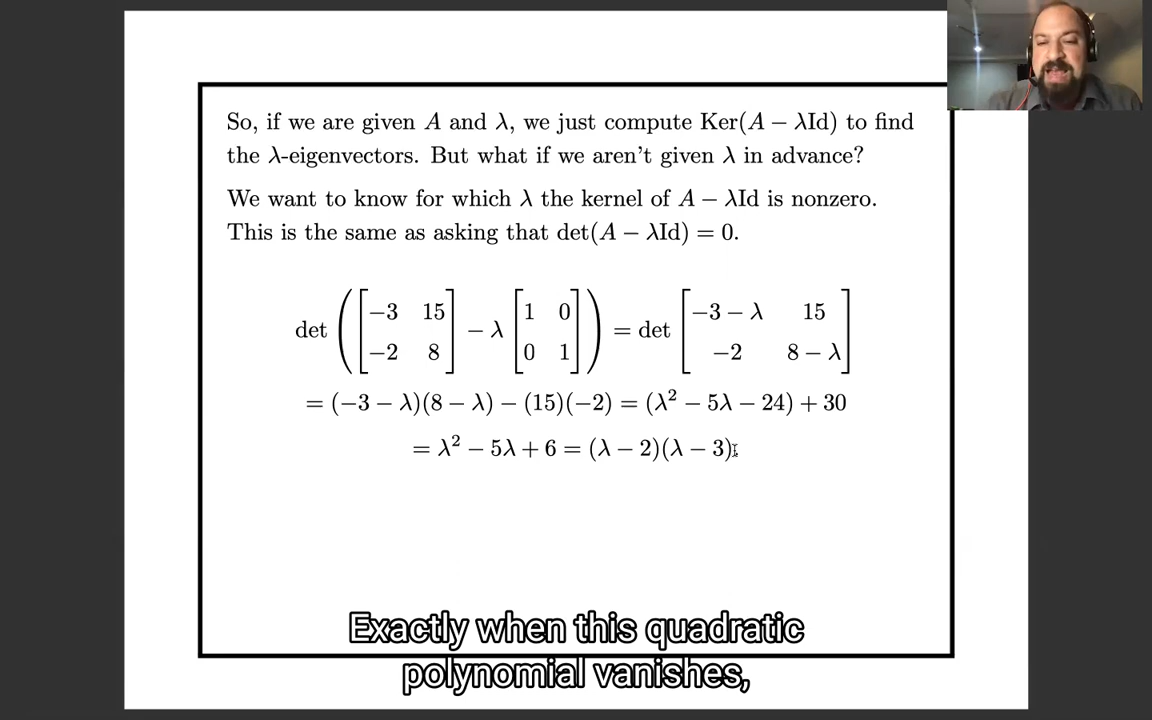 So, if we are given A and λ, we just compute Ker(A − λId) to find
the λ-eigenvectors. But what if we aren't given λ in advance?
We want to know for which λ the kernel of A − λId is nonzero.
This is the same as asking that det(A − λId) = 0.
det ([−3 15; −2 8] − λ [1 0; 0 1]) = det [−3 − λ 15; −2 8 − λ]
= (−3 − λ)(8 − λ) − (15)(−2) = (λ² − 5λ − 24) + 30
= λ² − 5λ + 6 = (λ − 2)(λ − 3).
Exactly when this quadratic
polynomial vanishes,